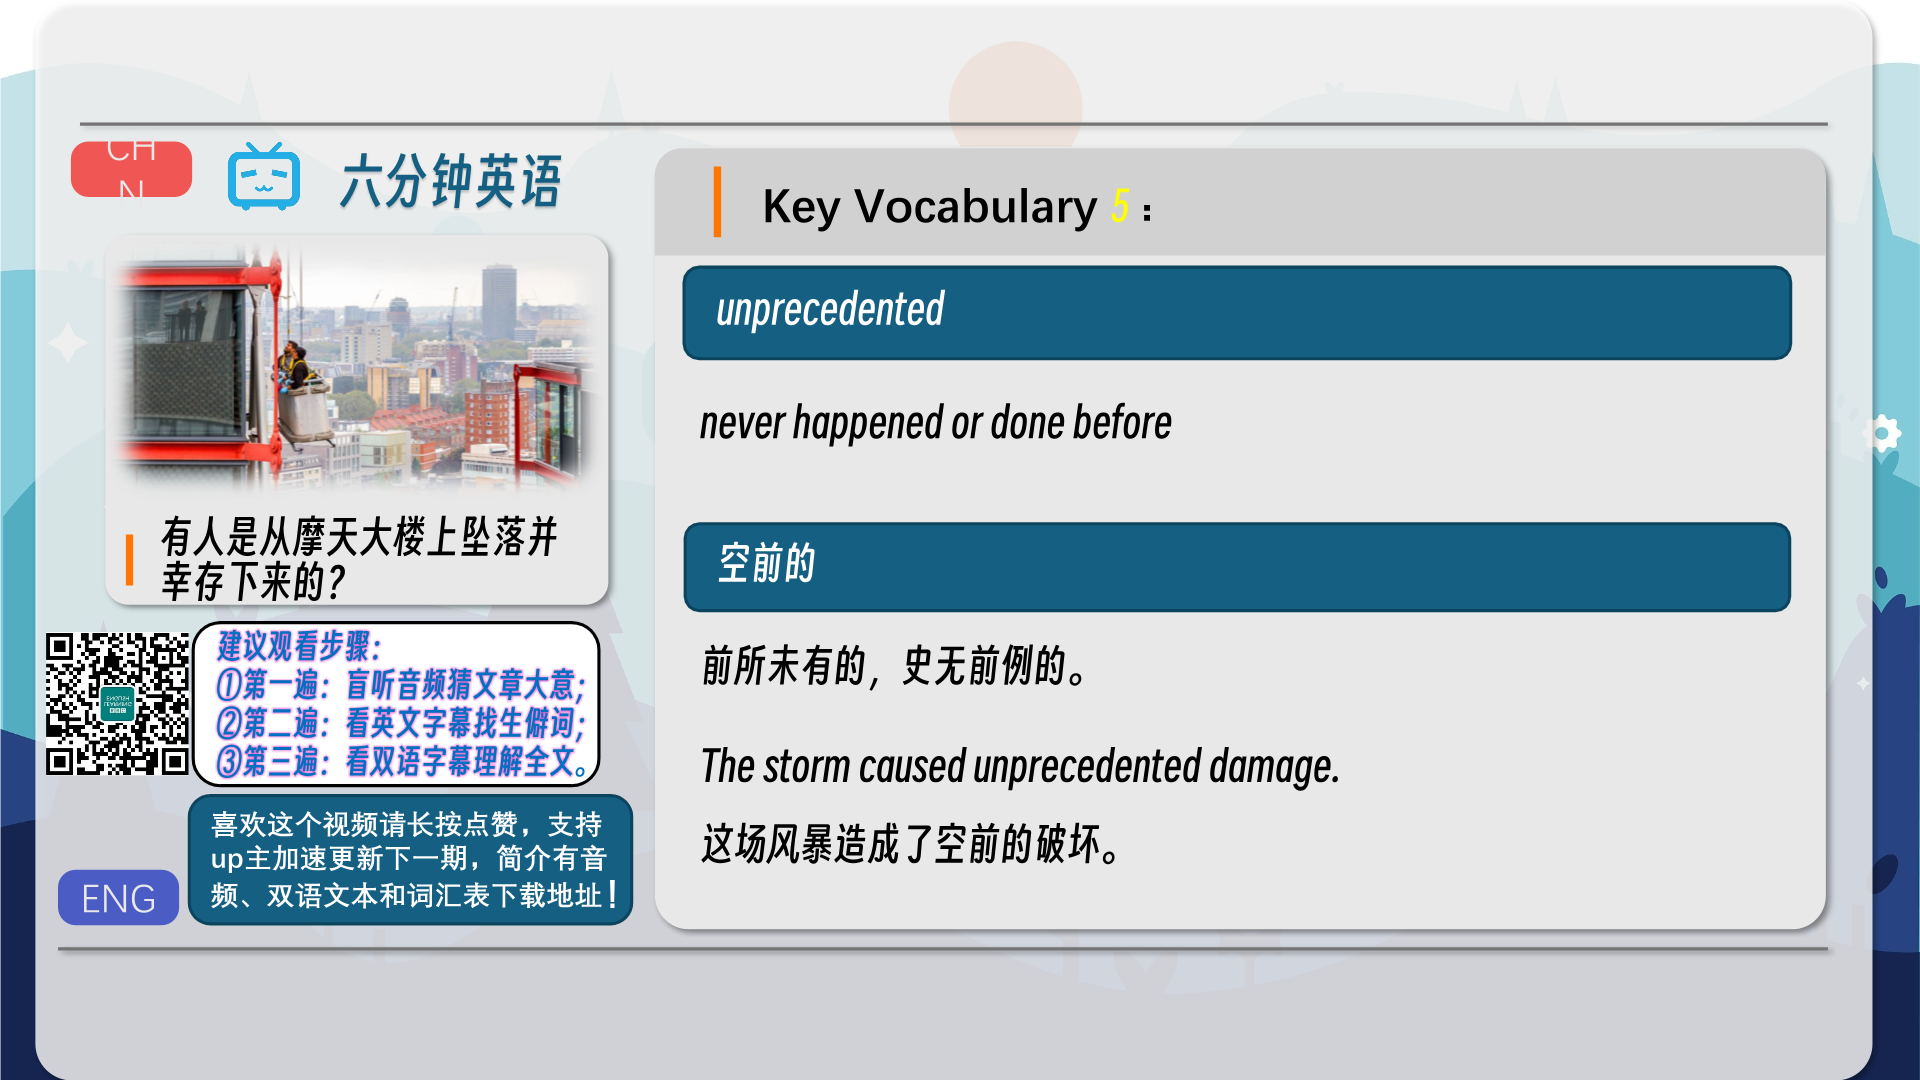 CH
N
六分钟英语
有人是从摩天大楼上坠落并
幸存下来的？
建议观看步骤：
①第一遍：盲听音频猜文章大意；
②第二遍：看英文字幕找生僻词；
③第三遍：看双语字幕理解全文。
喜欢这个视频请长按点赞，支持
up主加速更新下一期，简介有音
频、双语文本和词汇表下载地址！
ENG
Key Vocabulary 5：
unprecedented
never happened or done before
空前的
前所未有的，史无前例的。
The storm caused unprecedented damage.
这场风暴造成了空前的破坏。